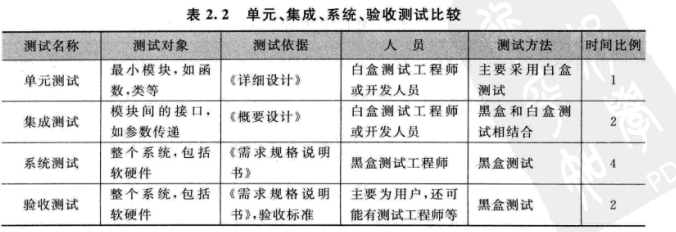 表 2.2 单元、集成、系统、验收测试比较
测试名称 测试对象 测试依据 人员 测试方法 时间比例
单元测试 最小模块,如函数,类等 《详细设计》 白盒测试工程师或开发人员 主要采用白盒测试 1
集成测试 模块间的接口,如参数传递 《概要设计》 白盒测试工程师或开发人员 黑盒和白盒测试相结合 2
系统测试 整个系统,包括软硬件 《需求规格说明书》 黑盒测试工程师 黑盒测试 4
验收测试 整个系统,包括软硬件 《需求规格说明书》,验收标准 主要为用户,还可能有测试工程师等 黑盒测试 2
PD